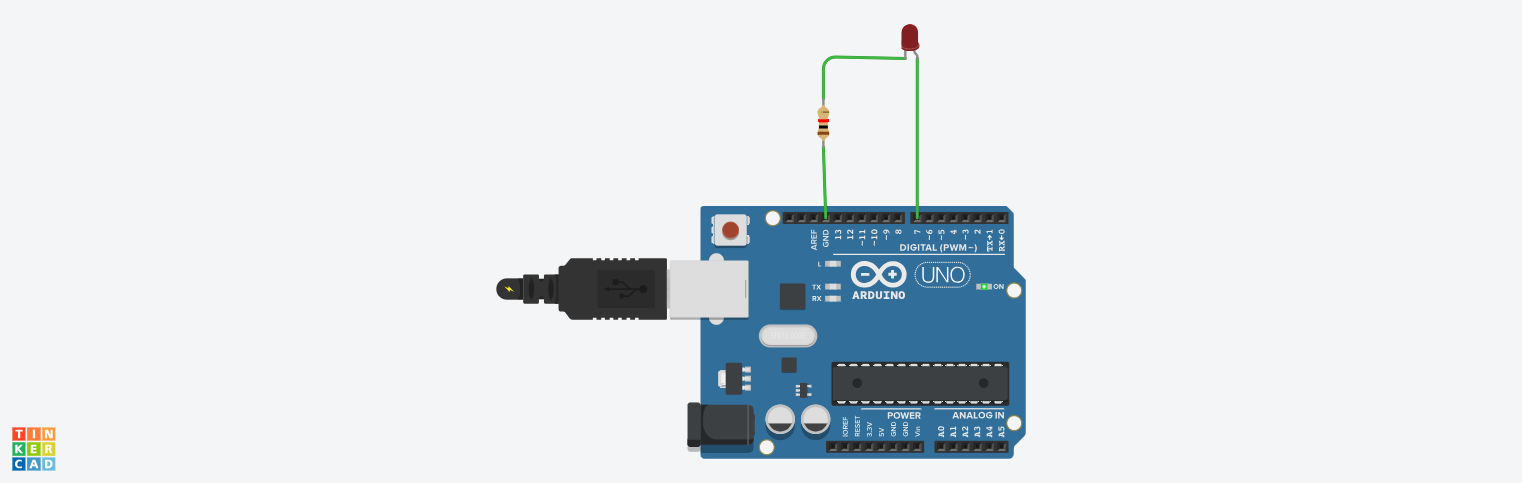 AREF
GND
13
12
~11
~10
~9
8
7
~6
~5
4
~3
2
TX→1
RX←0
DIGITAL (PWM~)
L
TX
RX
ARDUINO
UNO
ON
IOREF
RESET
3.3V
5V
GND
GND
Vin
POWER
ANALOG IN
A0
A1
A2
A3
A4
A5
TIN
KER
CAD